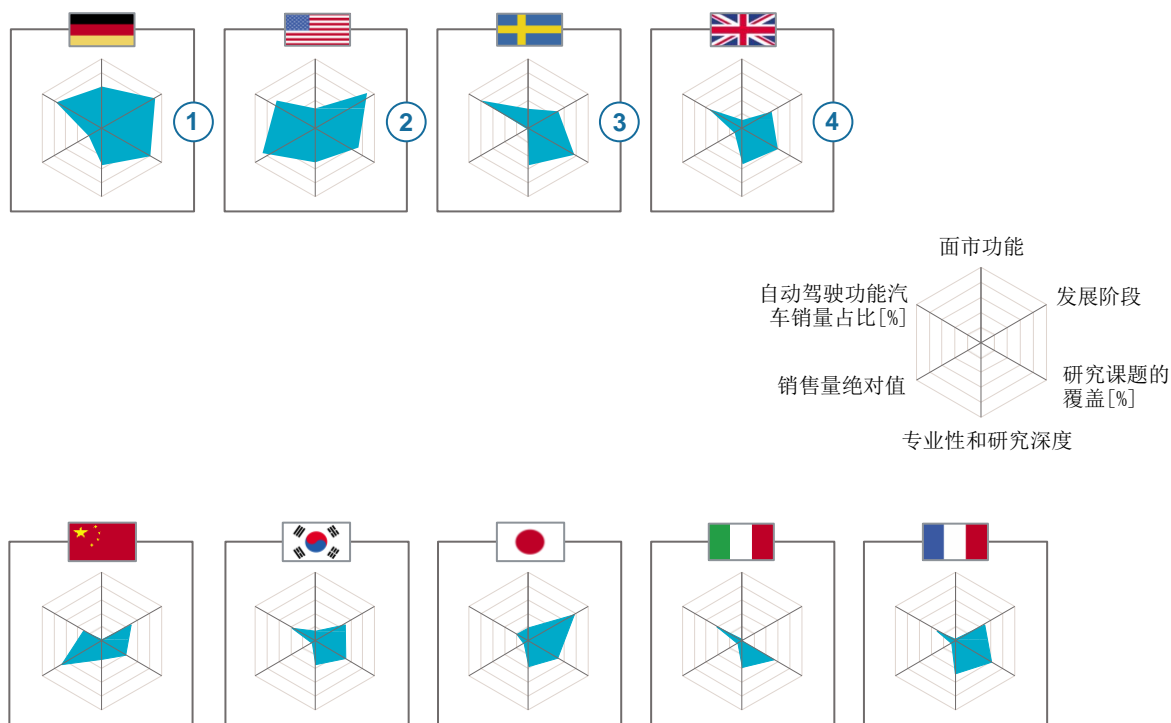 1
2
3
4
面市功能
自动驾驶功能汽
车销量占比[%]
发展阶段
销售量绝对值
研究课题的
覆盖[%]
专业性和研究深度